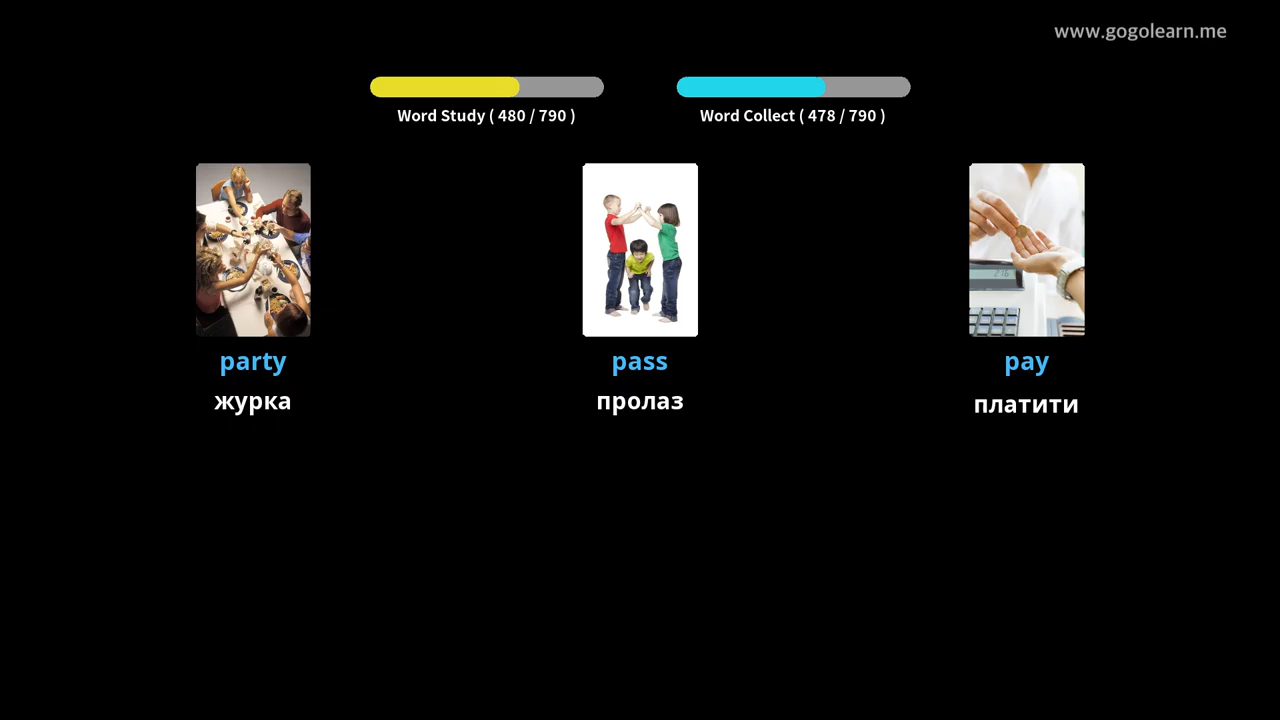 www.gogolearn.me
Word Study ( 480 / 790 )
Word Collect ( 478 / 790 )
party
pass
pay
журка
пролаз
платити